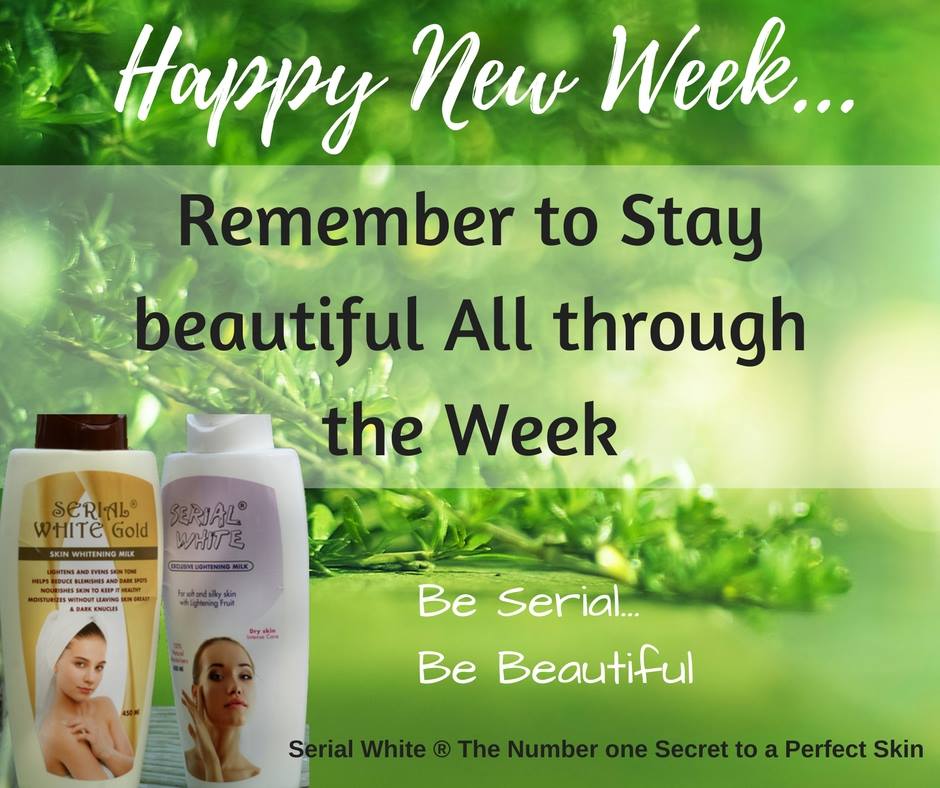 Happy New Week...
Remember to Stay
beautiful All through
the Week
SERIAL®
WHITE Gold
SKIN WHITENING MILK
LIGHTENS AND EVENS SKIN TONE
HELPS REDUCE BLEMISHES AND DARK SPOTS
NOURISHES SKIN TO KEEP IT HEALTHY
MOISTURIZES WITHOUT LEAVING SKIN GREASY
& DARK KNUCLES
450 ML
SERIAL®
WHITE
EXCLUSIVE LIGHTENING MILK
For soft and silky skin
with Lightening Fruit
Dry skin
Intense Care
100%
Natural
Be Serial...
Be Beautiful
Serial White ® The Number one Secret to a Perfect Skin